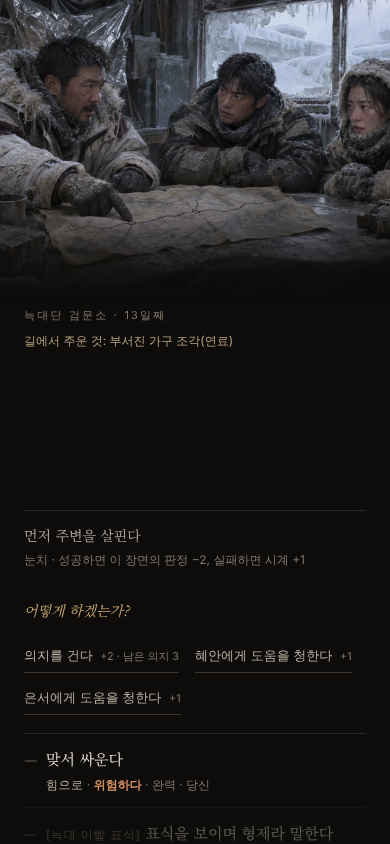 늑대단 검문소 · 13일째
길에서 주운 것: 부서진 가구 조각(연료)
먼저 주변을 살핀다
눈치 · 성공하면 이 장면의 판정 −2, 실패하면 시계 +1
어떻게 하겠는가?
의지를 건다 +2 · 남은 의지 3 혜안에게 도움을 청한다 +1
은서에게 도움을 청한다 +1
— 맞서 싸운다
힘으로 · 위험하다 · 완력 · 당신
— [늑대 이빨 표식] 표식을 보이며 형제라 말한다